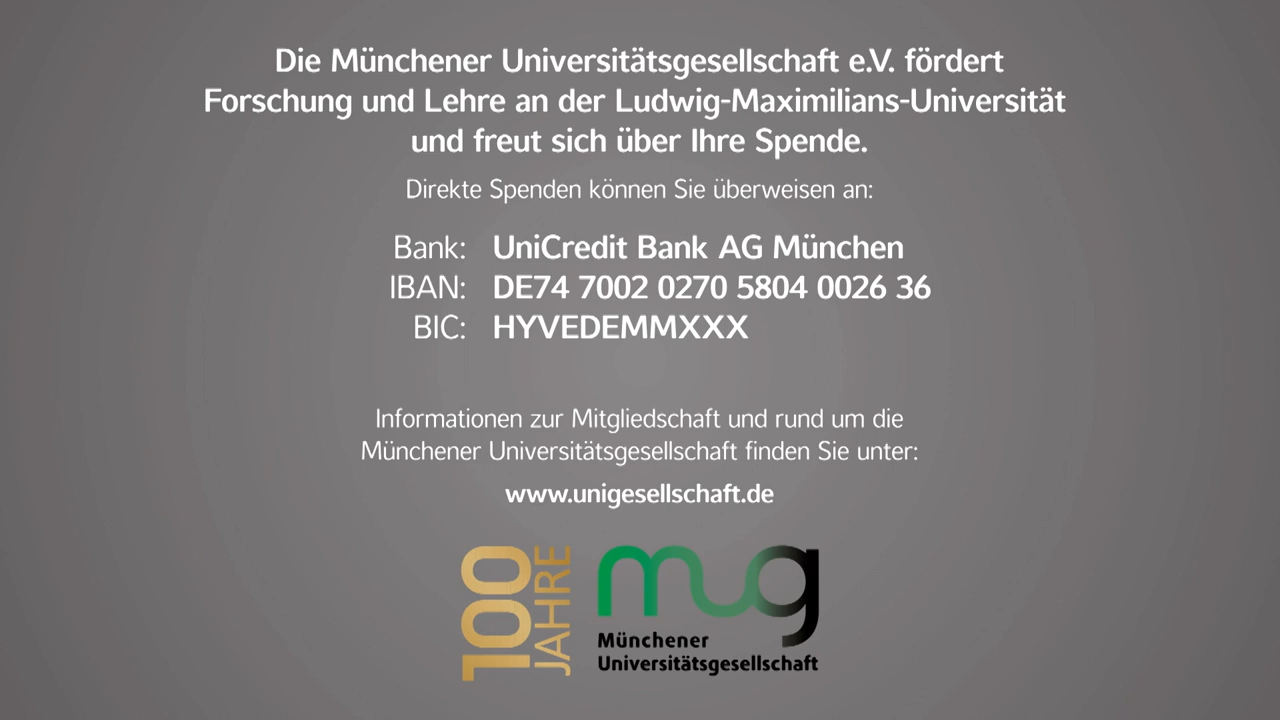 Die Münchener Universitätsgesellschaft e.V. fördert
Forschung und Lehre an der Ludwig-Maximilians-Universität
und freut sich über Ihre Spende.
Direkte Spenden können Sie überweisen an:
Bank: UniCredit Bank AG München
IBAN: DE74 7002 0270 5804 0026 36
BIC: HYVEDEMMXXX
Informationen zur Mitgliedschaft und rund um die
Münchener Universitätsgesellschaft finden Sie unter:
www.unigesellschaft.de
100
JAHRE
mug
Münchener
Universitätsgesellschaft